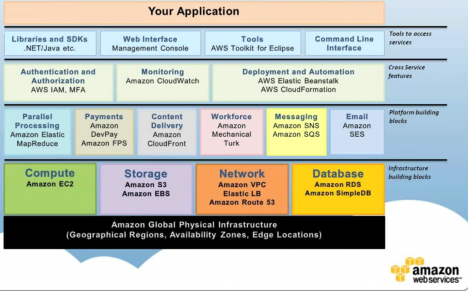 Your Application
Libraries and SDKs
.NET/Java etc.
Web Interface
Management Console
Tools
AWS Toolkit for Eclipse
Command Line
Interface
Tools to access
services
Authentication and
Authorization
AWS IAM, MFA
Monitoring
Amazon CloudWatch
Deployment and Automation
AWS Elastic Beanstalk
AWS CloudFormation
Cross Service
features
Parallel
Processing
Amazon Elastic
MapReduce
Payments
Amazon
DevPay
Amazon FPS
Content
Delivery
Amazon
CloudFront
Workforce
Amazon
Mechanical
Turk
Messaging
Amazon SNS
Amazon SQS
Email
Amazon
SES
Platform building
blocks
Compute
Amazon EC2
Storage
Amazon S3
Amazon EBS
Network
Amazon VPC
Elastic LB
Amazon Route 53
Database
Amazon RDS
Amazon SimpleDB
Infrastructure
building blocks
Amazon Global Physical Infrastructure
(Geographical Regions, Availability Zones, Edge Locations)
amazon
webservices™